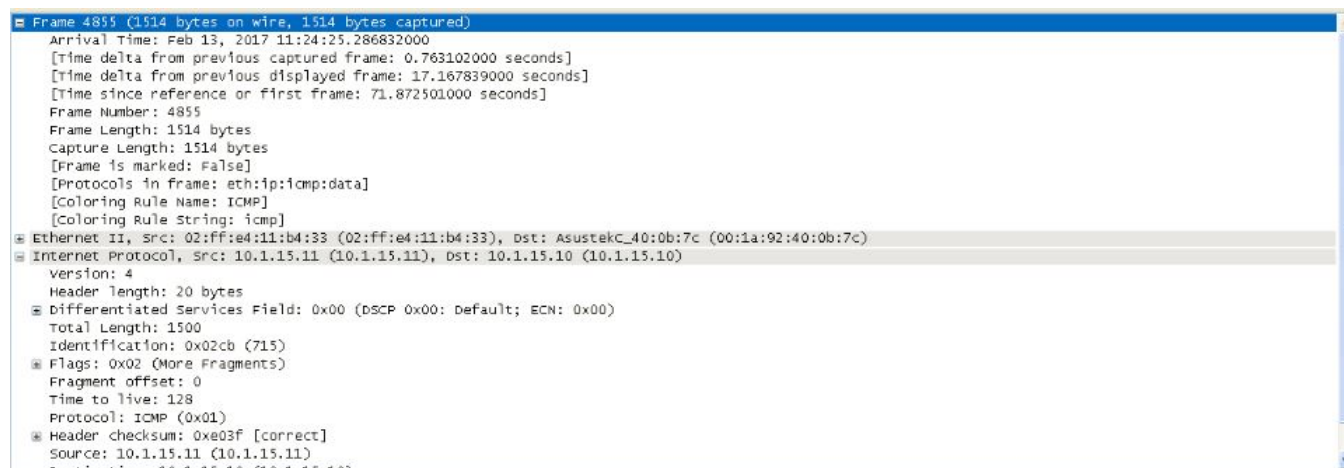 Frame 4855 (1514 bytes on wire, 1514 bytes captured)
Arrival Time: Feb 13, 2017 11:24:25.286832000
[Time delta from previous captured frame: 0.763102000 seconds]
[Time delta from previous displayed frame: 17.167839000 seconds]
[Time since reference or first frame: 71.872501000 seconds]
Frame Number: 4855
Frame Length: 1514 bytes
Capture Length: 1514 bytes
[Frame is marked: False]
[Protocols in frame: eth:ip:icmp:data]
[Coloring Rule Name: ICMP]
[Coloring Rule String: icmp]
Ethernet II, Src: 02:ff:e4:11:b4:33 (02:ff:e4:11:b4:33), Dst: AsustekC_40:0b:7c (00:1a:92:40:0b:7c)
Internet Protocol, Src: 10.1.15.11 (10.1.15.11), Dst: 10.1.15.10 (10.1.15.10)
Version: 4
Header length: 20 bytes
Differentiated Services Field: 0x00 (DSCP 0x00: Default; ECN: 0x00)
Total Length: 1500
Identification: 0x02cb (715)
Flags: 0x02 (More Fragments)
Fragment offset: 0
Time to live: 128
Protocol: ICMP (0x01)
Header checksum: 0xe03f [correct]
Source: 10.1.15.11 (10.1.15.11)